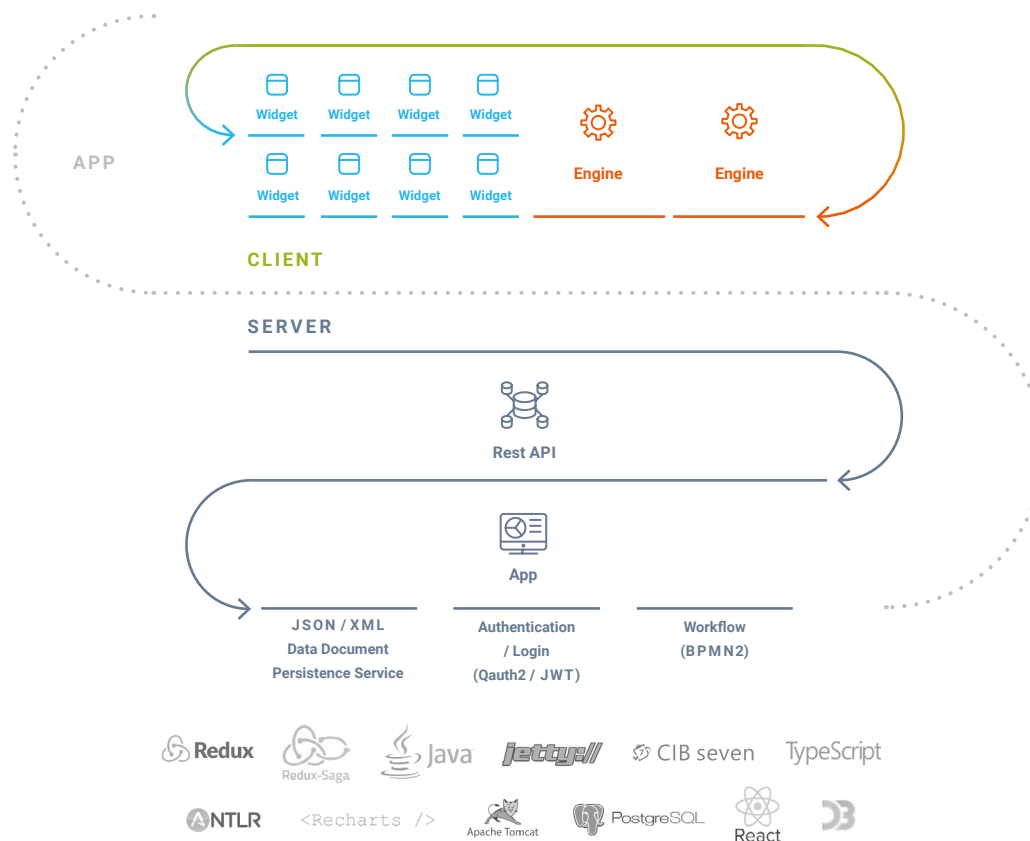 Widget Widget Widget Widget
APP
Widget Widget Widget Widget
Engine Engine
CLIENT
SERVER
Rest API
App
JSON / XML
Data Document
Persistence Service
Authentication
/ Login
(Qauth2 / JWT)
Workflow
(BPMN2)
Redux
Redux-Saga
Java
jetty://
CIB seven
TypeScript
ANTLR
<Recharts />
Apache Tomcat
PostgreSQL
React
D3